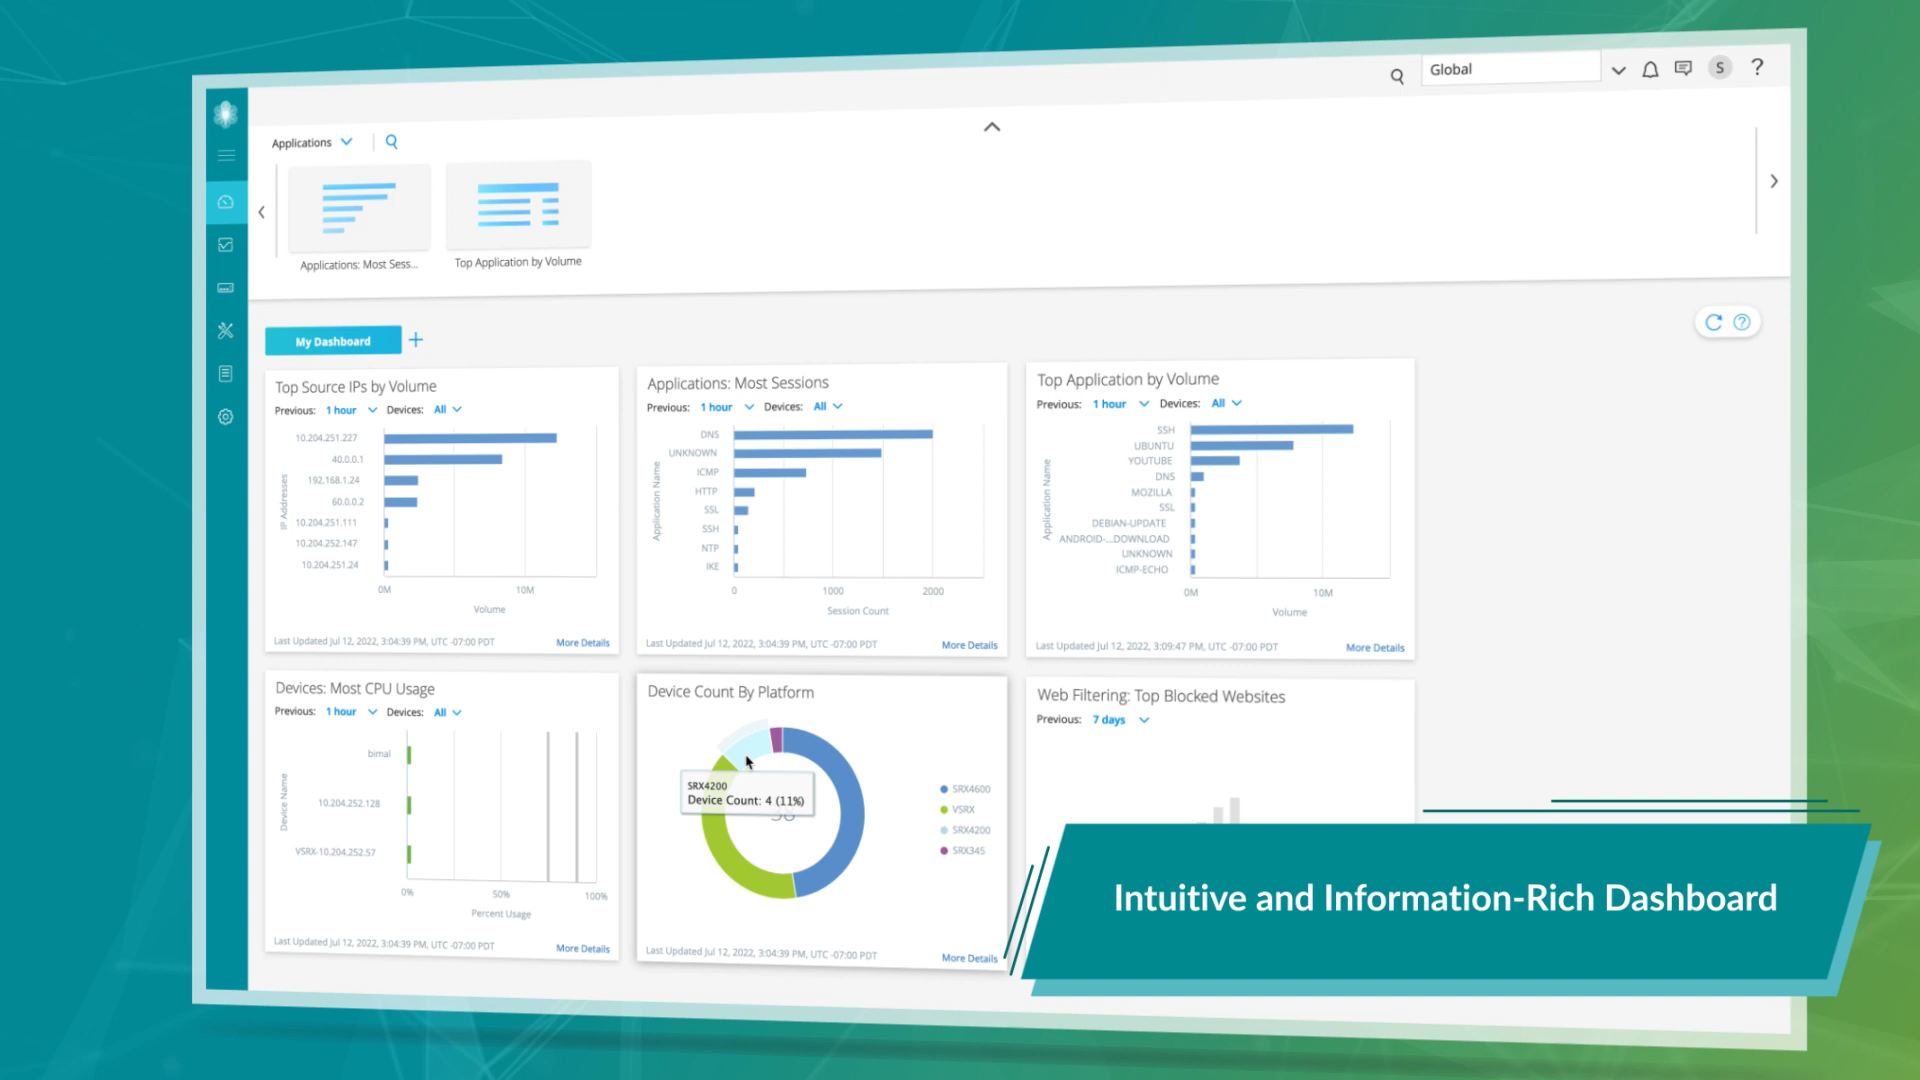 Global
S
?
Applications
Applications: Most Sess...
Top Application by Volume
My Dashboard
+
Top Source IPs by Volume
Previous: 1 hour Devices: All
10.204.251.227
40.0.0.1
192.168.1.24
60.0.0.2
10.204.251.111
10.204.252.147
10.204.251.24
IP Addresses
0M 10M
Volume
Last Updated Jul 12, 2022, 3:04:39 PM, UTC -07:00 PDT
More Details
Applications: Most Sessions
Previous: 1 hour Devices: All
DNS
UNKNOWN
ICMP
HTTP
SSL
SSH
NTP
IKE
Application Name
0 1000 2000
Session Count
Last Updated Jul 12, 2022, 3:04:39 PM, UTC -07:00 PDT
More Details
Top Application by Volume
Previous: 1 hour Devices: All
SSH
UBUNTU
YOUTUBE
DNS
MOZILLA
SSL
DEBIAN-UPDATE
ANDROID-...DOWNLOAD
UNKNOWN
ICMP-ECHO
Application Name
0M 10M
Volume
Last Updated Jul 12, 2022, 3:09:47 PM, UTC -07:00 PDT
More Details
Devices: Most CPU Usage
Previous: 1 hour Devices: All
bimal
10.204.252.128
VSRX-10.204.252.57
Device Name
0% 50% 100%
Percent Usage
Last Updated Jul 12, 2022, 3:04:39 PM, UTC -07:00 PDT
More Details
Device Count By Platform
SRX4200
Device Count: 4 (11%)
SRX4600
VSRX
SRX4200
SRX345
Last Updated Jul 12, 2022, 3:04:39 PM, UTC -07:00 PDT
More Details
Web Filtering: Top Blocked Websites
Previous: 7 days
Intuitive and Information-Rich Dashboard